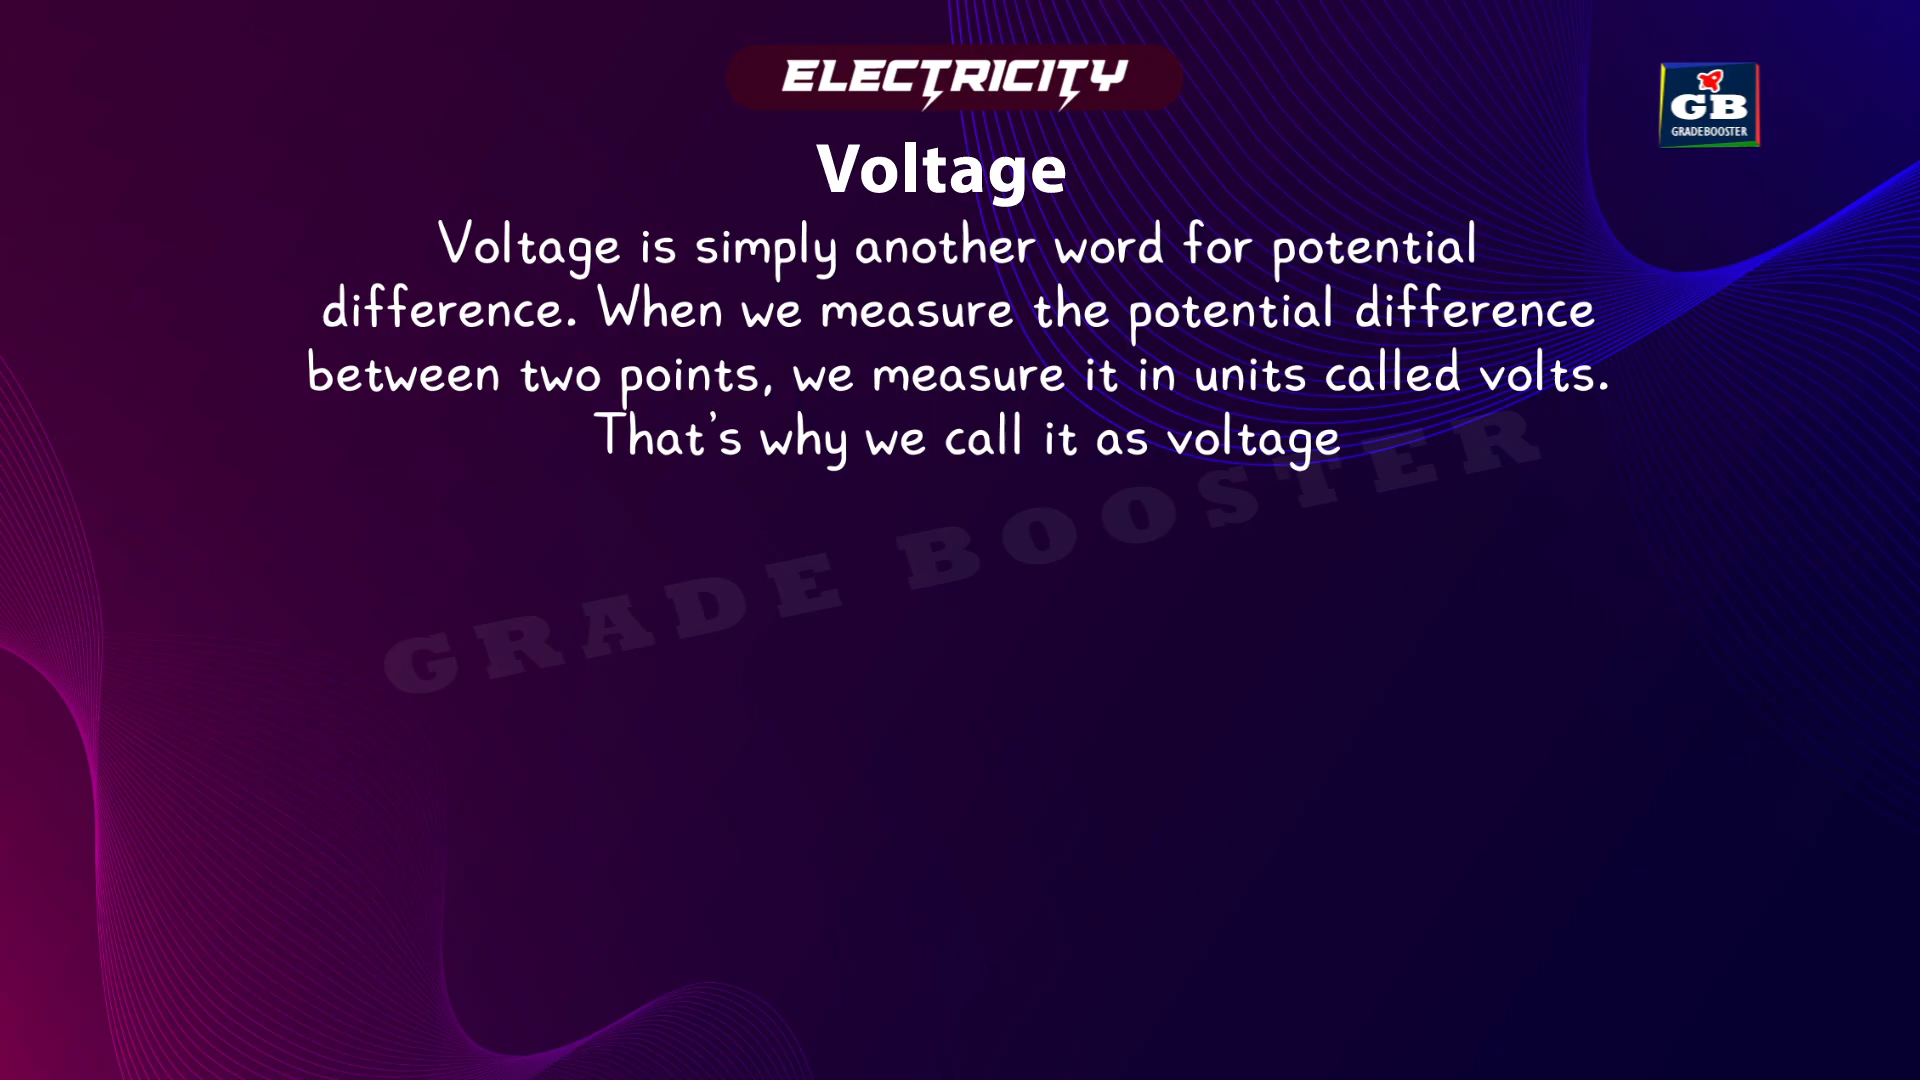 ELECTRICITY
GB
GRADEBOOSTER
Voltage
Voltage is simply another word for potential
difference. When we measure the potential difference
between two points, we measure it in units called volts.
That's why we call it as voltage
GRADE BOOSTER